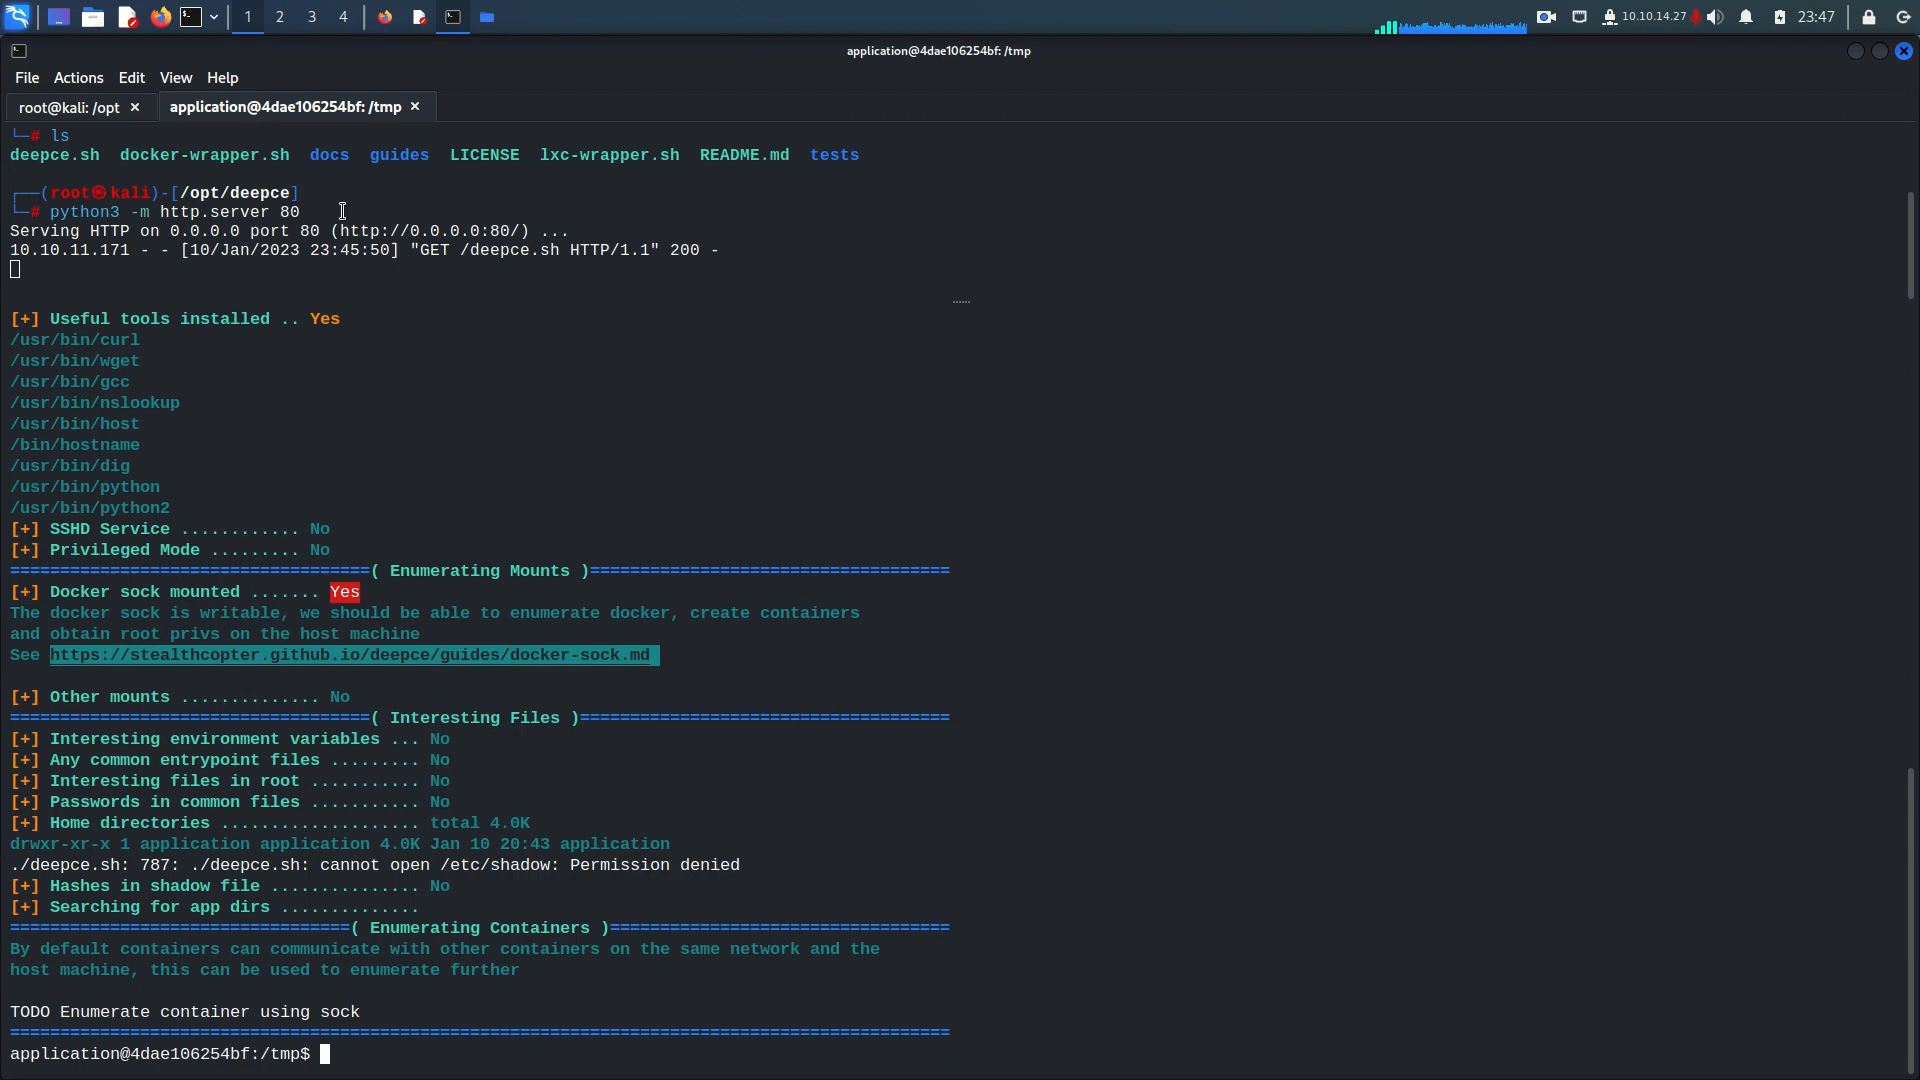 1 2 3 4
10.10.14.27
23:47
application@4dae106254bf: /tmp
File Actions Edit View Help
root@kali: /opt ×
application@4dae106254bf: /tmp ×
└─# ls
deepce.sh docker-wrapper.sh docs guides LICENSE lxc-wrapper.sh README.md tests
┌──(root㉿kali)-[/opt/deepce]
└─# python3 -m http.server 80
Serving HTTP on 0.0.0.0 port 80 (http://0.0.0.0:80/) ...
10.10.11.171 - - [10/Jan/2023 23:45:50] "GET /deepce.sh HTTP/1.1" 200 -
[+] Useful tools installed .. Yes
/usr/bin/curl
/usr/bin/wget
/usr/bin/gcc
/usr/bin/nslookup
/usr/bin/host
/bin/hostname
/usr/bin/dig
/usr/bin/python
/usr/bin/python2
[+] SSHD Service ............ No
[+] Privileged Mode ......... No
====================================( Enumerating Mounts )====================================
[+] Docker sock mounted ....... Yes
The docker sock is writable, we should be able to enumerate docker, create containers
and obtain root privs on the host machine
See https://stealthcopter.github.io/deepce/guides/docker-sock.md
[+] Other mounts .............. No
====================================( Interesting Files )=====================================
[+] Interesting environment variables ... No
[+] Any common entrypoint files ......... No
[+] Interesting files in root ........... No
[+] Passwords in common files ........... No
[+] Home directories .................... total 4.0K
drwxr-xr-x 1 application application 4.0K Jan 10 20:43 application
./deepce.sh: 787: ./deepce.sh: cannot open /etc/shadow: Permission denied
[+] Hashes in shadow file ............... No
[+] Searching for app dirs ..............
==================================( Enumerating Containers )==================================
By default containers can communicate with other containers on the same network and the
host machine, this can be used to enumerate further
TODO Enumerate container using sock
==============================================================================================
application@4dae106254bf:/tmp$